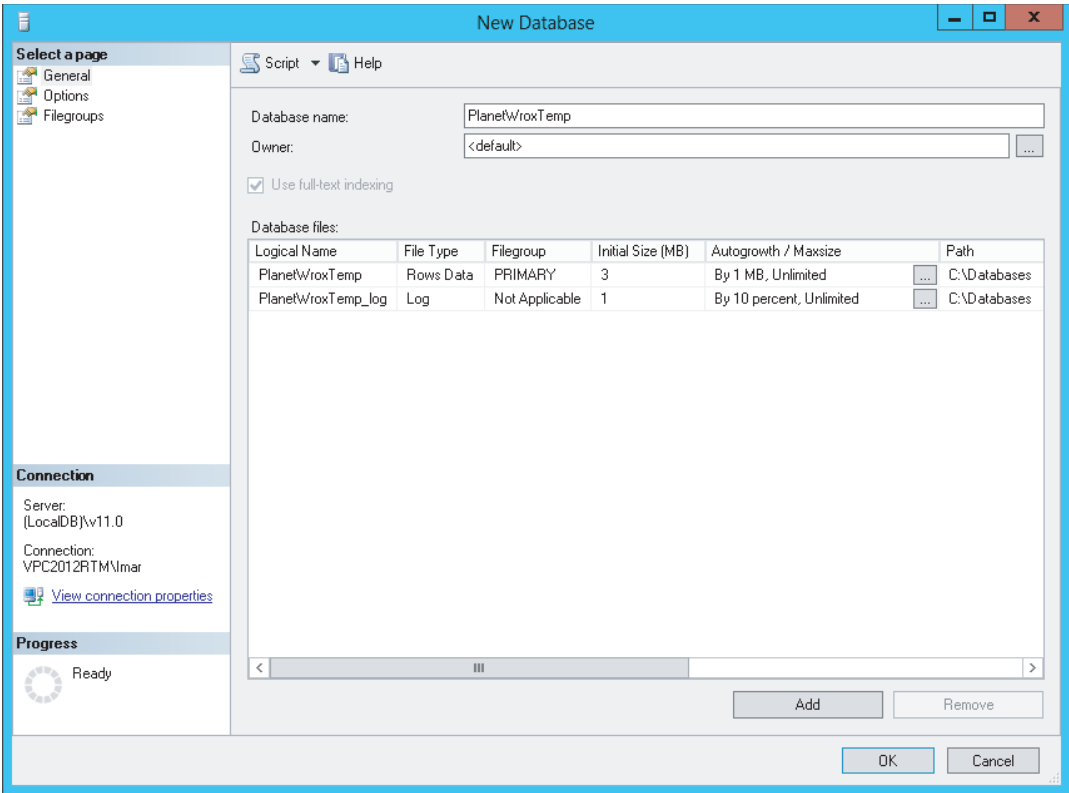 New Database
Select a page
General
Options
Filegroups
Script Help
Database name: PlanetWroxTemp
Owner: <default> ...
Use full-text indexing
Database files:
Logical Name File Type Filegroup Initial Size (MB) Autogrowth / Maxsize Path
PlanetWroxTemp Rows Data PRIMARY 3 By 1 MB, Unlimited ... C:\Databases
PlanetWroxTemp_log Log Not Applicable 1 By 10 percent, Unlimited ... C:\Databases
Connection
Server:
(LocalDB)\v11.0
Connection:
VPC2012RTM\Imar
View connection properties
Progress
Ready
Add Remove
OK Cancel